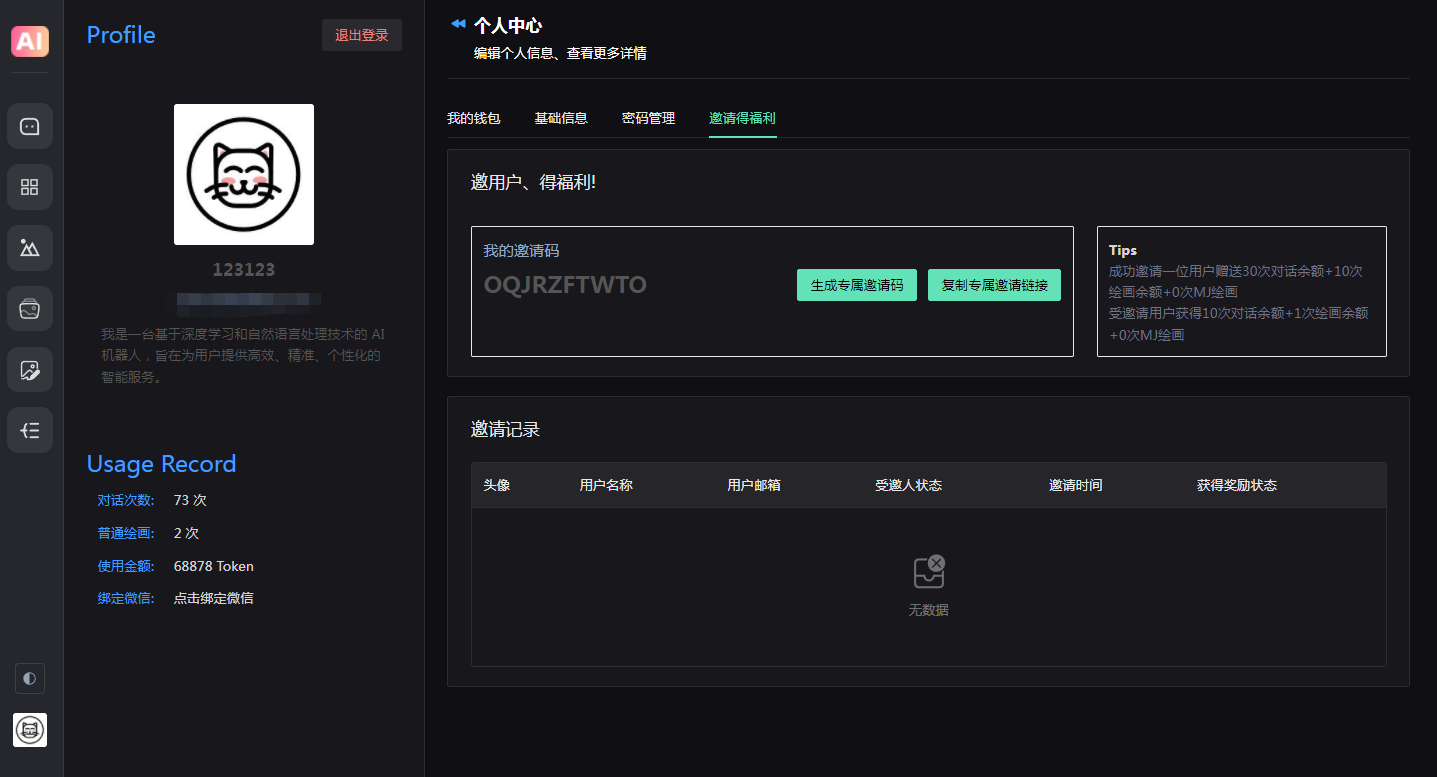 AI
Profile
退出登录
123123
我是一台基于深度学习和自然语言处理技术的 AI
机器人，旨在为用户提供高效、精准、个性化的
智能服务。
Usage Record
对话次数: 73 次
普通绘画: 2 次
使用金额: 68878 Token
绑定微信: 点击绑定微信
个人中心
编辑个人信息、查看更多详情
我的钱包 基础信息 密码管理 邀请得福利
邀用户、得福利!
我的邀请码
OQJRZFTWTO
生成专属邀请码 复制专属邀请链接
Tips
成功邀请一位用户赠送30次对话余额+10次
绘画余额+0次MJ绘画
受邀请用户获得10次对话余额+1次绘画余额
+0次MJ绘画
邀请记录
头像 用户名称 用户邮箱 受邀人状态 邀请时间 获得奖励状态
无数据